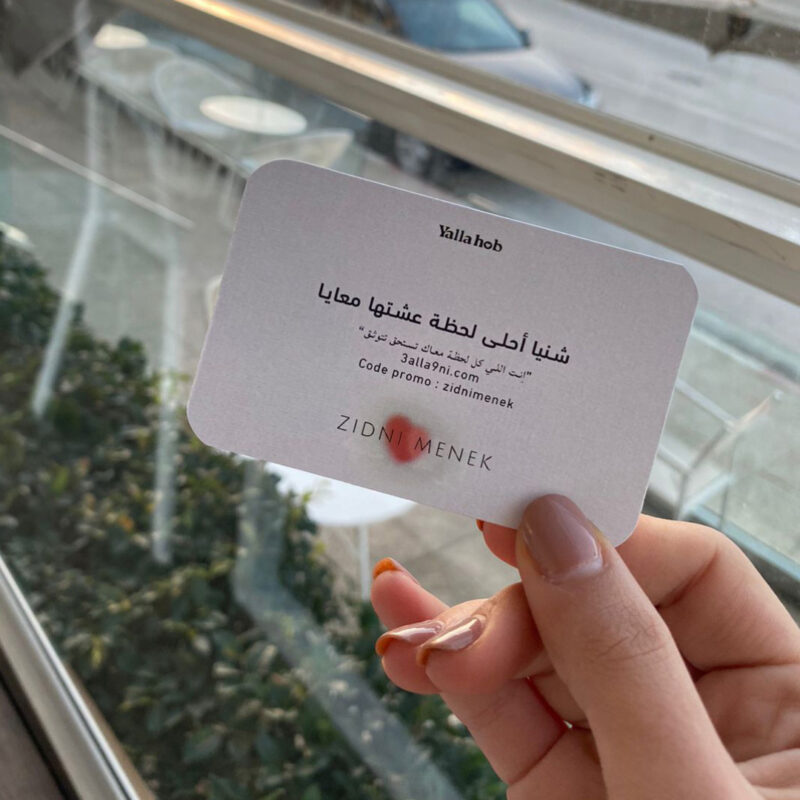 Yalla hob
شنيا أحلى لحظة عشتها معايا
"إنت اللي كل لحظة معاك تستحق تتوثق"
3alla9ni.com
Code promo : zidnimenek
ZIDNI MENEK